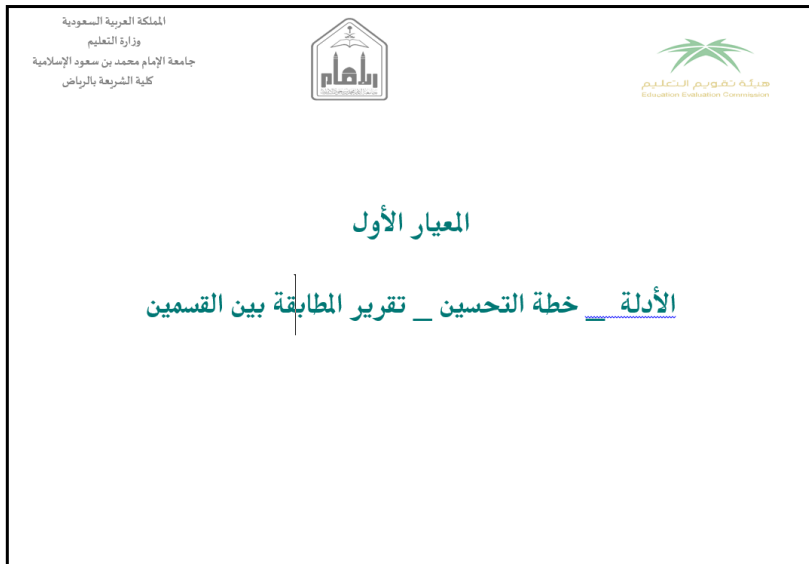 المملكة العربية السعودية
وزارة التعليم
جامعة الإمام محمد بن سعود الإسلامية
كلية الشريعة بالرياض
هيئة تقويم التعليم
Education Evaluation Commission
المعيار الأول
الأدلة _ خطة التحسين _ تقرير المطابقة بين القسمين